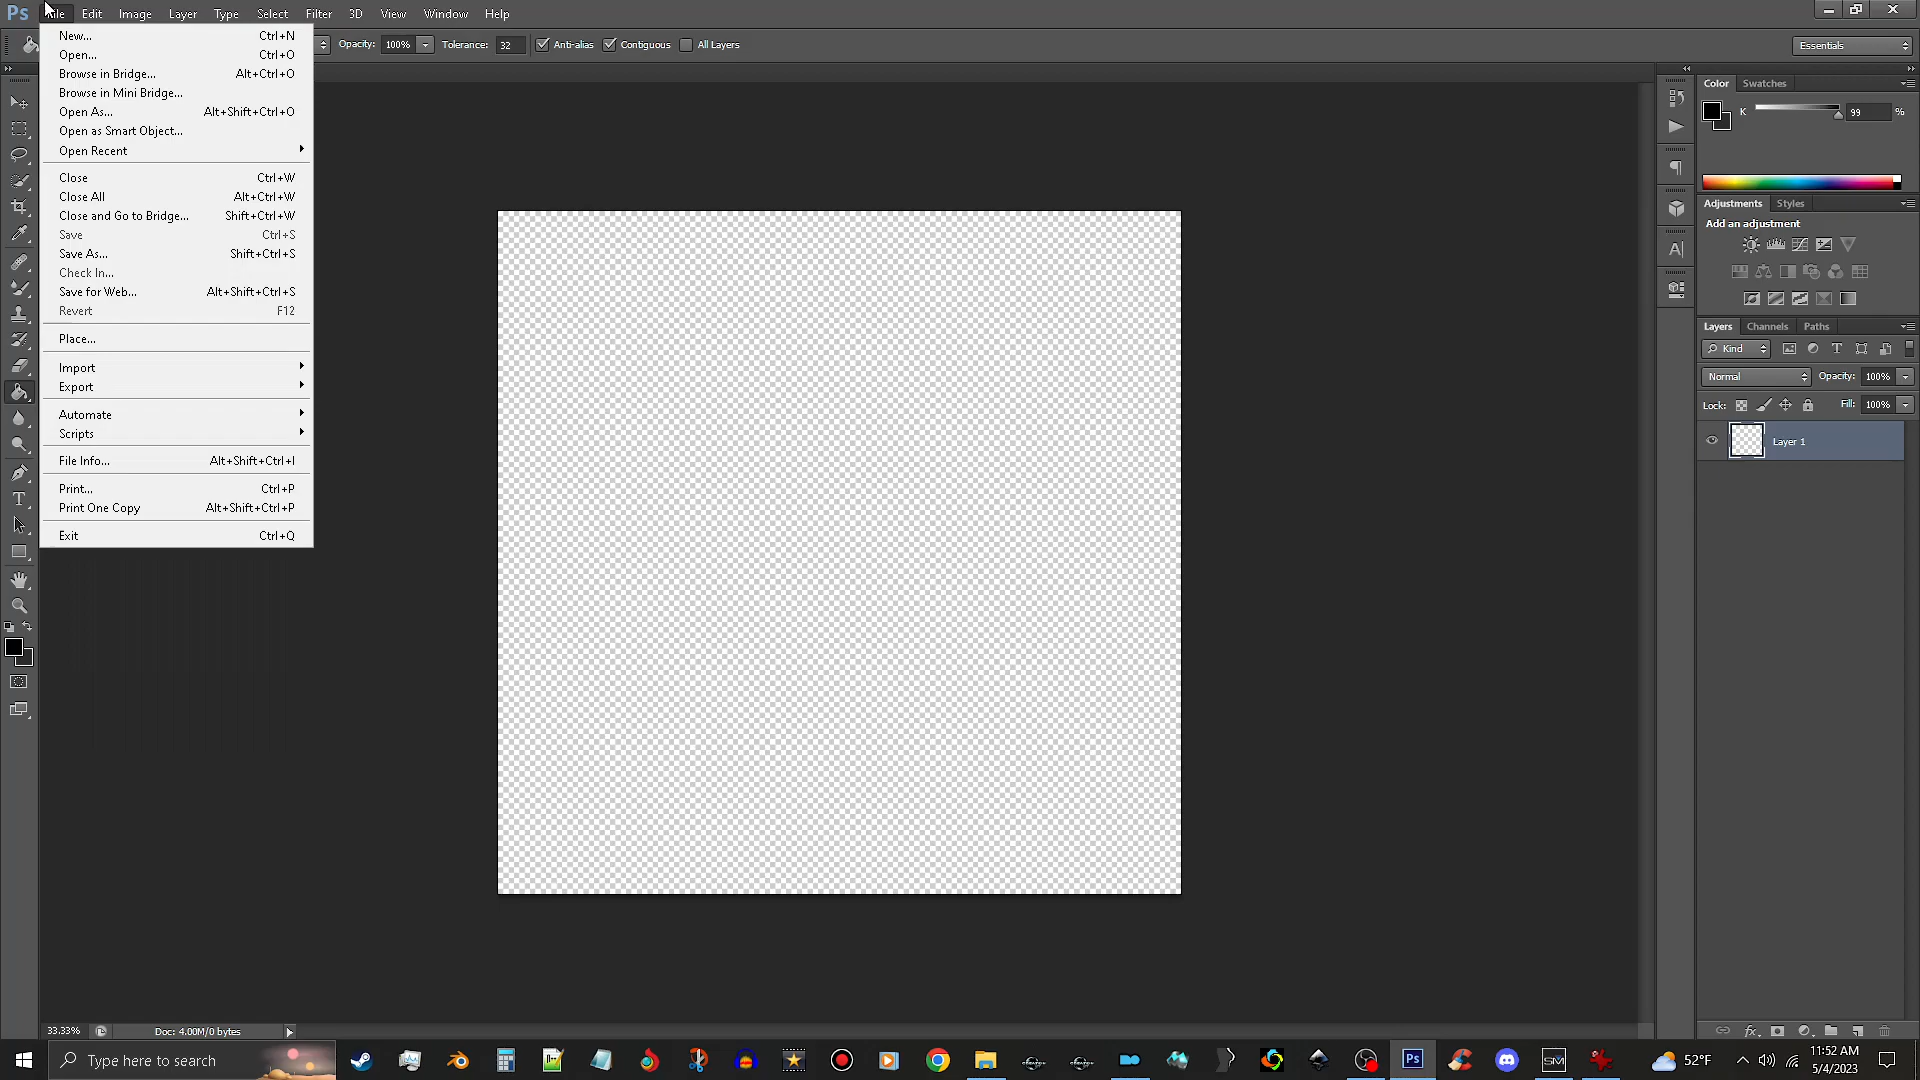 Ps File Edit Image Layer Type Select Filter 3D View Window Help
Opacity: 100% Tolerance: 32 Anti-alias Contiguous All Layers Essentials
New... Ctrl+N
Open... Ctrl+O
Browse in Bridge... Alt+Ctrl+O
Browse in Mini Bridge...
Open As... Alt+Shift+Ctrl+O
Open as Smart Object...
Open Recent
Close Ctrl+W
Close All Alt+Ctrl+W
Close and Go to Bridge... Shift+Ctrl+W
Save Ctrl+S
Save As... Shift+Ctrl+S
Check In...
Save for Web... Alt+Shift+Ctrl+S
Revert F12
Place...
Import
Export
Automate
Scripts
File Info... Alt+Shift+Ctrl+I
Print... Ctrl+P
Print One Copy Alt+Shift+Ctrl+P
Exit Ctrl+Q
T
A
Color Swatches
K 99 %
Adjustments Styles
Add an adjustment
Layers Channels Paths
Kind T
Normal Opacity: 100%
Lock: Fill: 100%
Layer 1
fx
33.33% Doc: 4.00M/0 bytes
Type here to search
Ps
SM
52°F
11:52 AM
5/4/2023